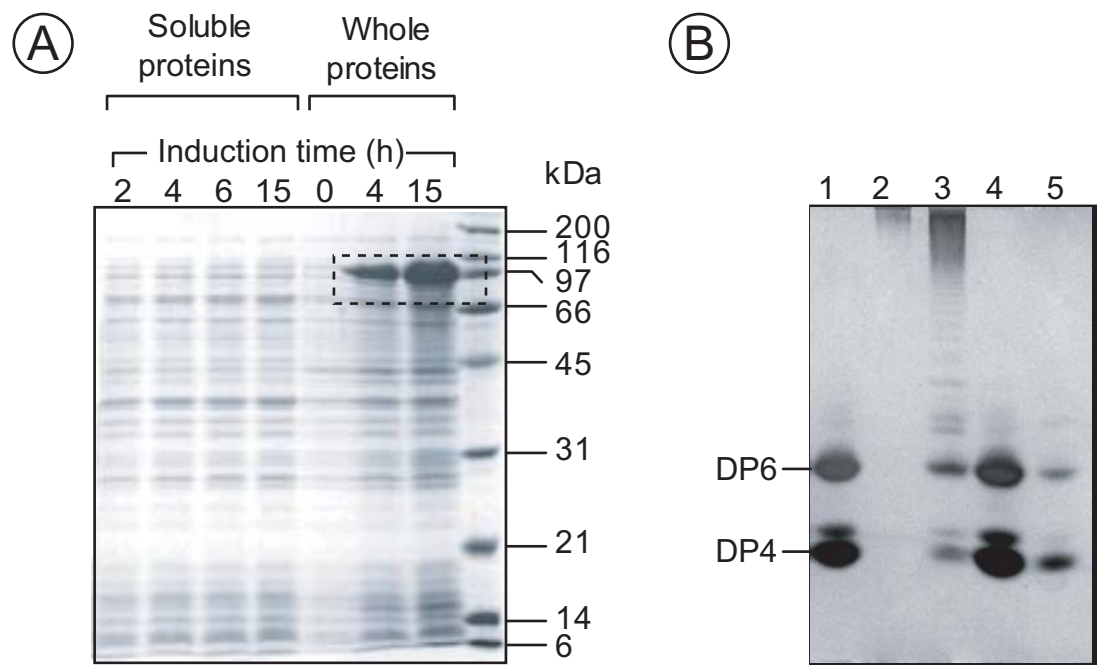 A
Soluble
proteins
Whole
proteins
Induction time (h)
2 4 6 15 0 4 15
kDa
200
116
97
66
45
31
21
14
6
B
1 2 3 4 5
DP6
DP4